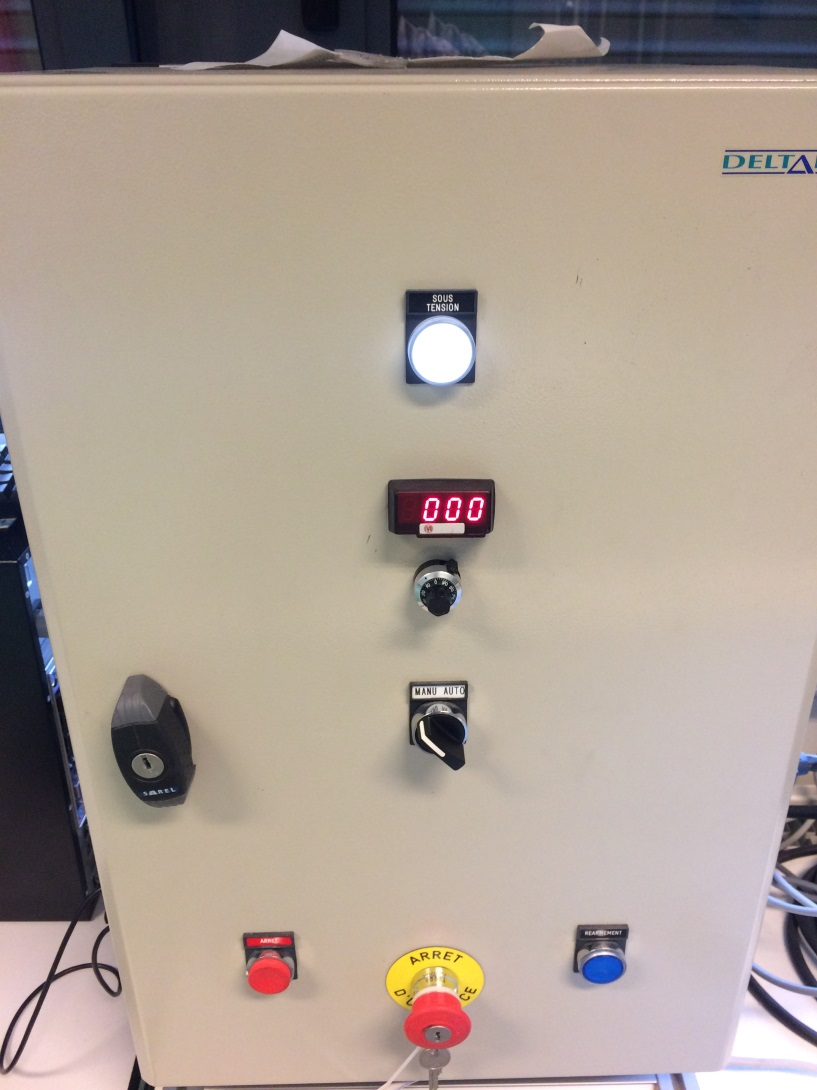 DELTA
SOUS
TENSION
000
MANU AUTO
SAREL
ARRET
REARMEMENT
ARRET